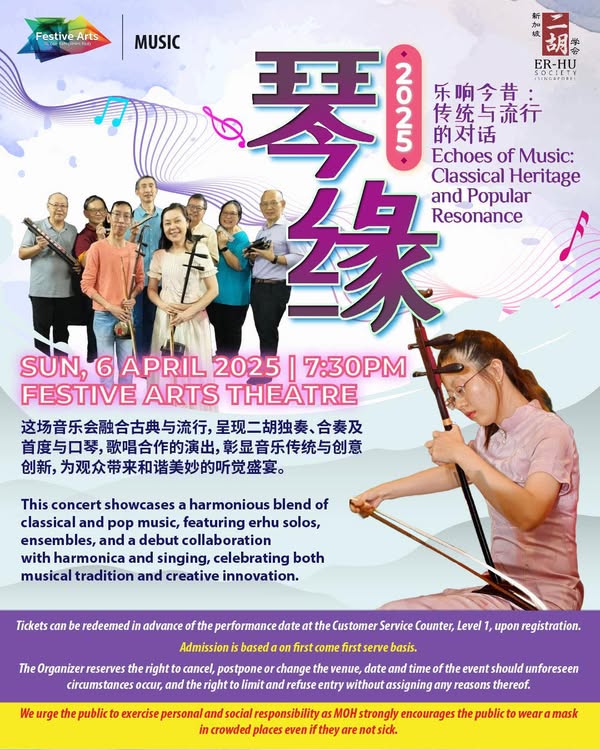 Festive Arts
MUSIC
新加坡
二胡
学会
ER-HU
SOCIETY
(SINGAPORE)
琴缘
2025
乐响今昔：
传统与流行
的对话
Echoes of Music:
Classical Heritage
and Popular
Resonance
SUN, 6 APRIL 2025 | 7:30PM
FESTIVE ARTS THEATRE
这场音乐会融合古典与流行，呈现二胡独奏、合奏及
首度与口琴，歌唱合作的演出，彰显音乐传统与创意
创新，为观众带来和谐美妙的听觉盛宴。
This concert showcases a harmonious blend of
classical and pop music, featuring erhu solos,
ensembles, and a debut collaboration
with harmonica and singing, celebrating both
musical tradition and creative innovation.
Tickets can be redeemed in advance of the performance date at the Customer Service Counter, Level 1, upon registration.
Admission is based a on first come first serve basis.
The Organizer reserves the right to cancel, postpone or change the venue, date and time of the event should unforeseen
circumstances occur, and the right to limit and refuse entry without assigning any reasons thereof.
We urge the public to exercise personal and social responsibility as MOH strongly encourages the public to wear a mask
in crowded places even if they are not sick.